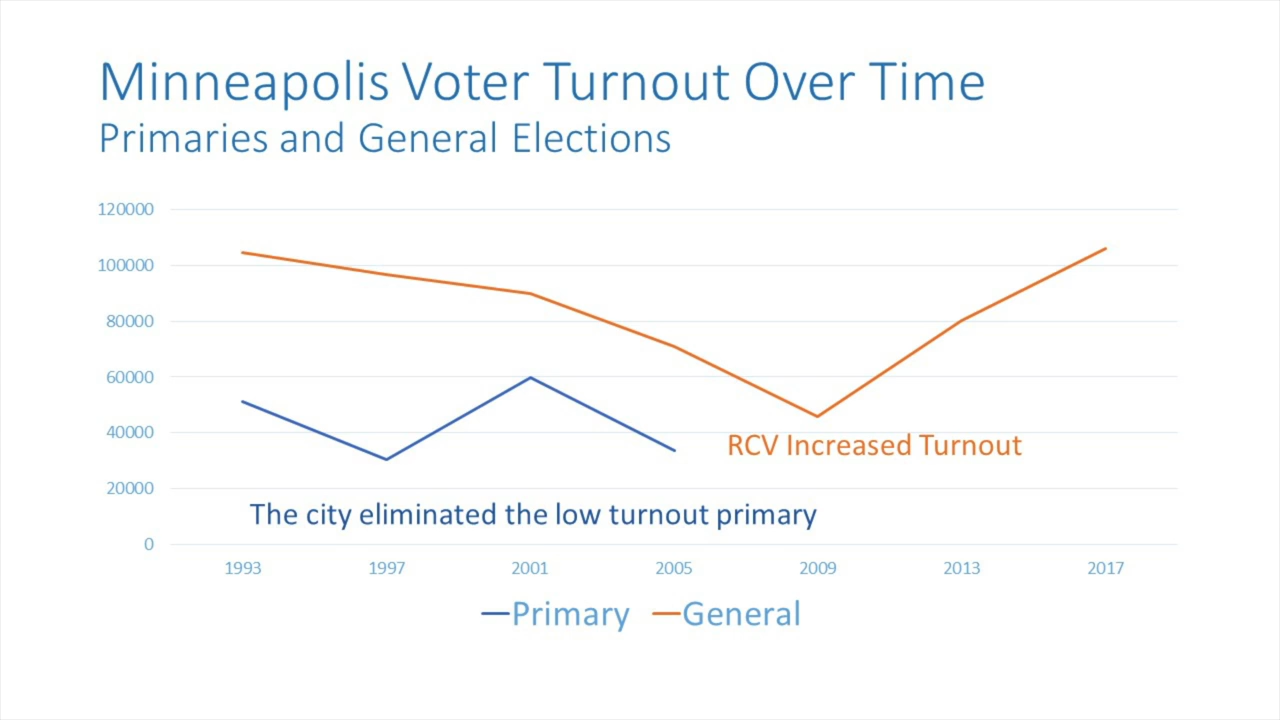 Minneapolis Voter Turnout Over Time
Primaries and General Elections
120000
100000
80000
60000
40000
20000
0
RCV Increased Turnout
The city eliminated the low turnout primary
1993 1997 2001 2005 2009 2013 2017
Primary General